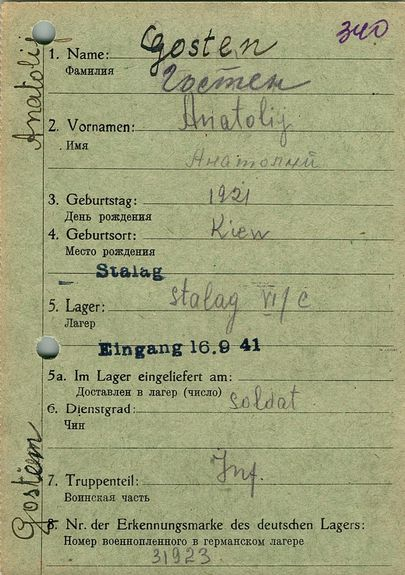 340
1. Name: Gosten
Фамилия Гостен
Anatolij
2. Vornamen: Anatolij
Имя Анатолий
3. Geburtstag: 1921
День рождения
4. Geburtsort: Kiew
Место рождения
Stalag
5. Lager: Stalag VI/C
Лагер
Eingang 16.9 41
5a. Im Lager eingeliefert am:
Доставлен в лагер (число)
6. Dienstgrad: soldat
Чин
7. Truppenteil: Inf.
Воинская часть
Gostem
8. Nr. der Erkennungsmarke des deutschen Lagers:
Номер военнопленного в германском лагере
31923.